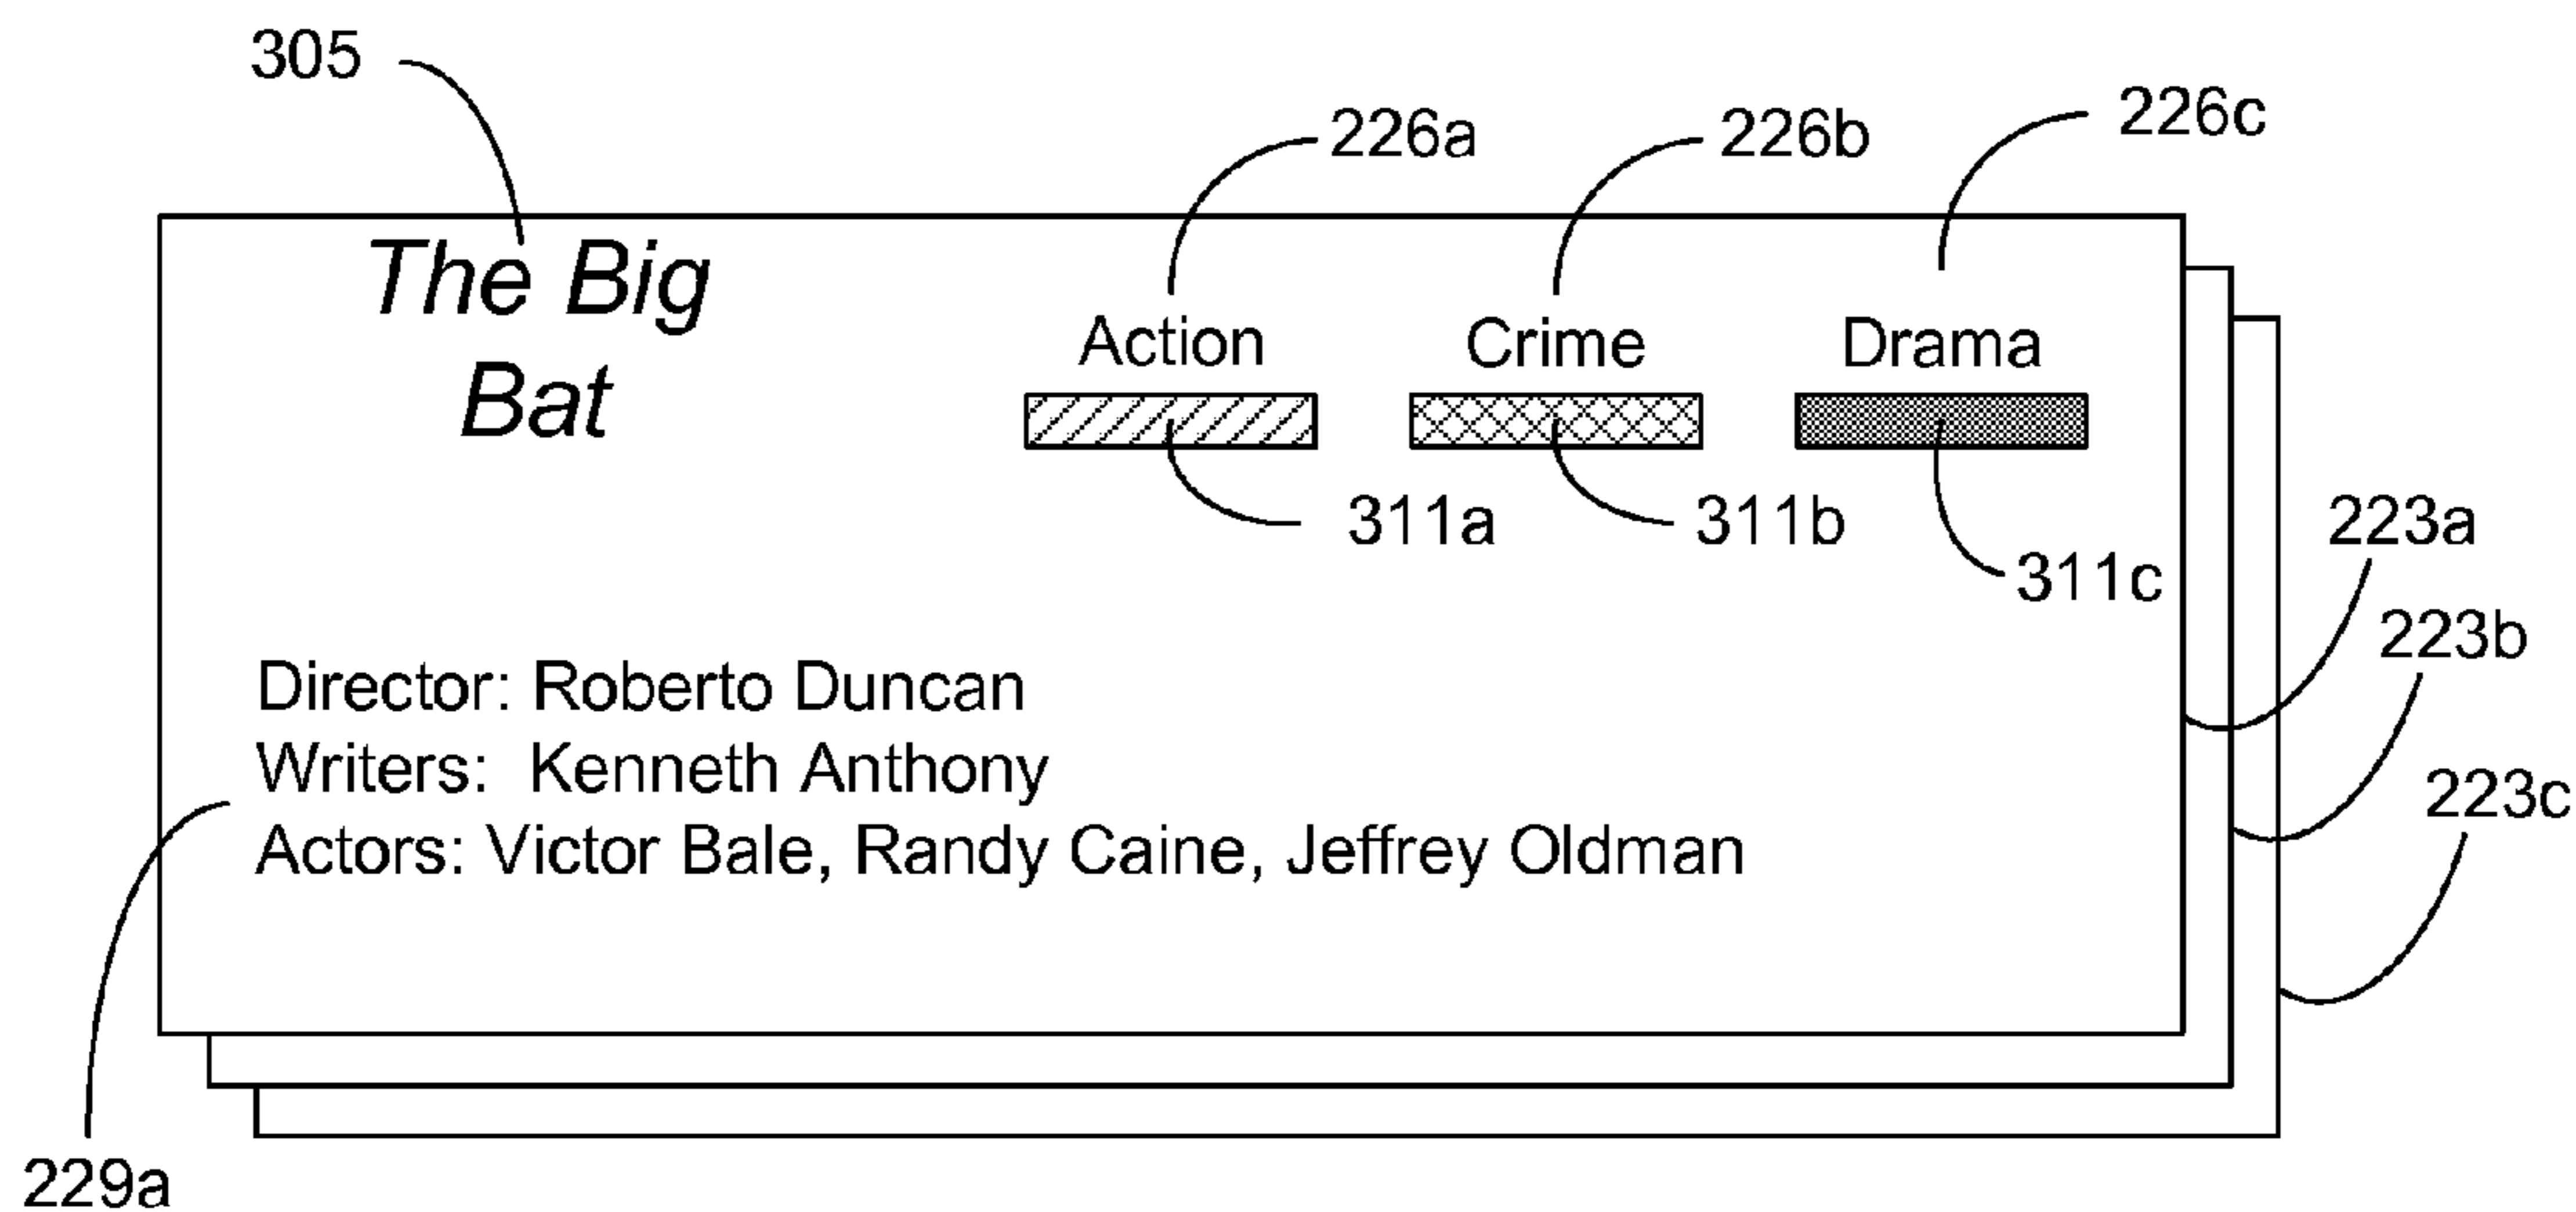 305
226a
226b
226c
The Big
Bat
Action
Crime
Drama
311a
311b
311c
223a
223b
223c
Director: Roberto Duncan
Writers: Kenneth Anthony
Actors: Victor Bale, Randy Caine, Jeffrey Oldman
229a